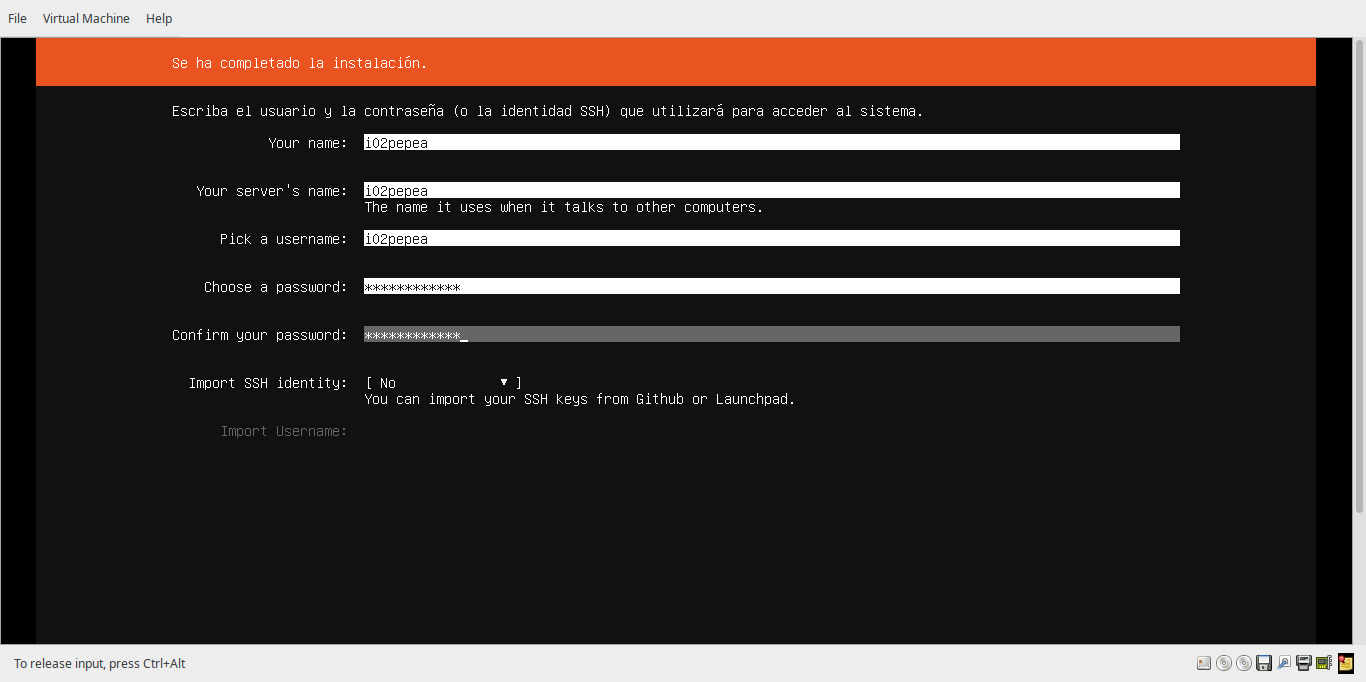 File Virtual Machine Help
Se ha completado la instalación.
Escriba el usuario y la contraseña (o la identidad SSH) que utilizará para acceder al sistema.
Your name: i02pepea
Your server's name: i02pepea
The name it uses when it talks to other computers.
Pick a username: i02pepea
Choose a password: ************
Confirm your password: ************_
Import SSH identity: [ No ▾ ]
You can import your SSH keys from Github or Launchpad.
Import Username:
To release input, press Ctrl+Alt